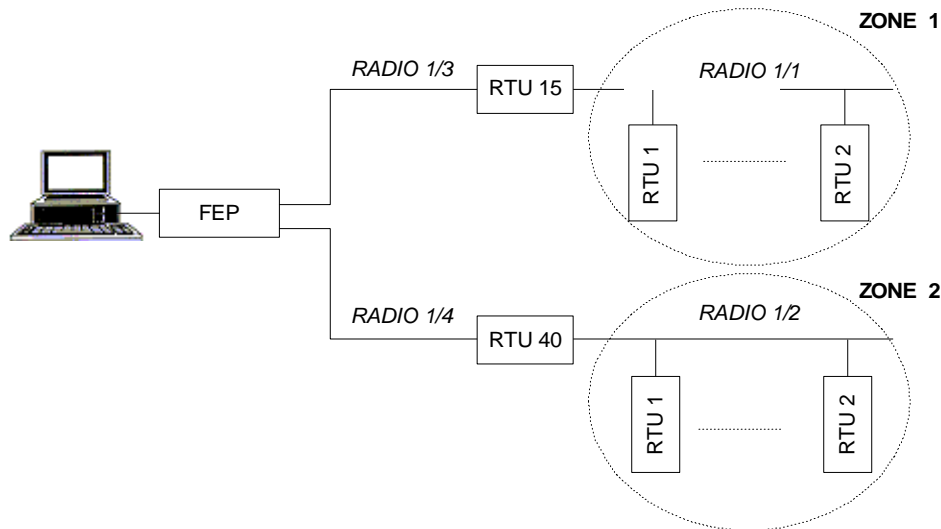 ZONE 1
RADIO 1/3
RADIO 1/1
RTU 15
RTU 1
RTU 2
FEP
ZONE 2
RADIO 1/4
RADIO 1/2
RTU 40
RTU 1
RTU 2